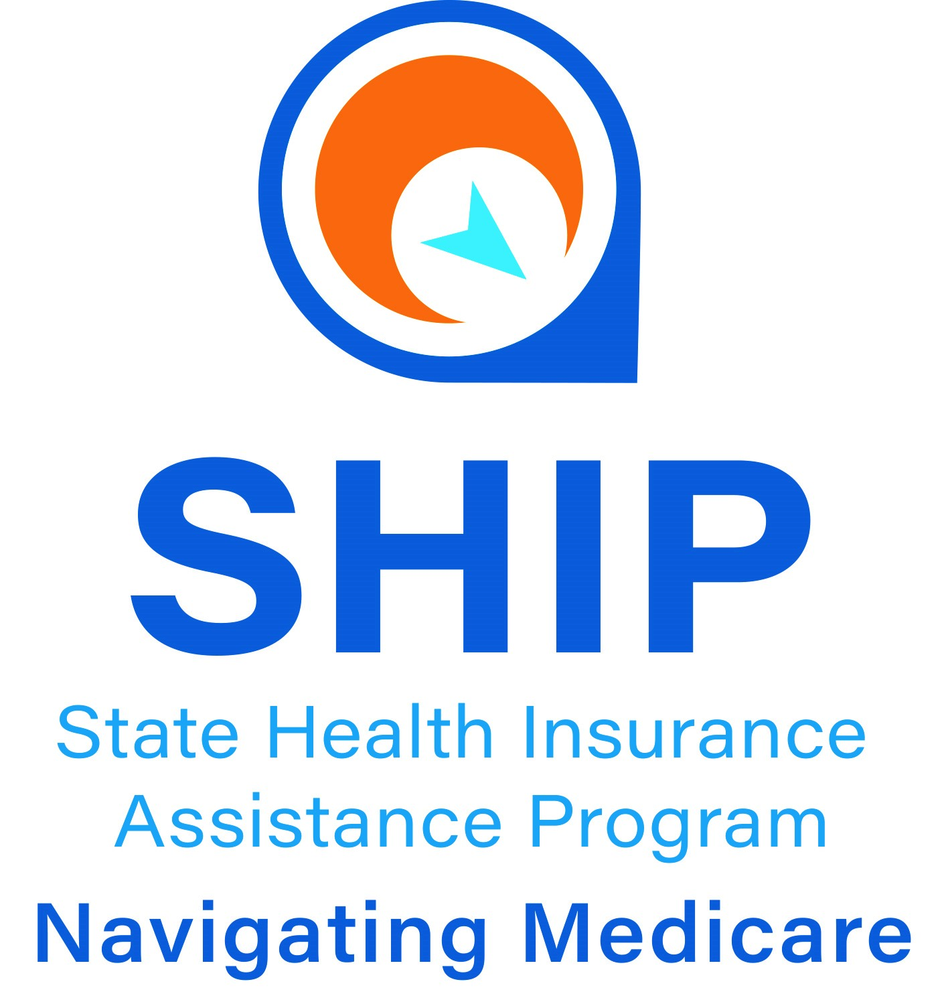 SHIP
State Health Insurance
Assistance Program
Navigating Medicare